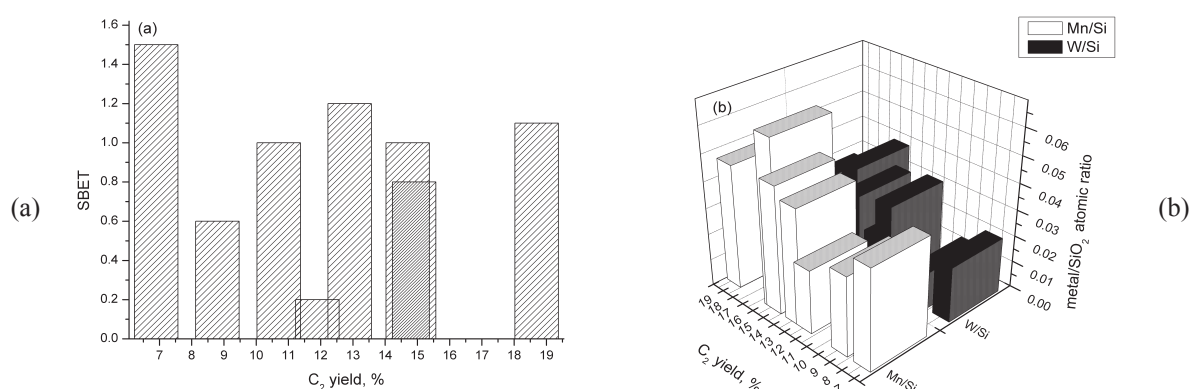 (a)
(a)
SBET
1.6
1.4
1.2
1.0
0.8
0.6
0.4
0.2
0.0
7 8 9 10 11 12 13 14 15 16 17 18 19
C₂ yield, %
Mn/Si
W/Si
(b)
(b)
0.06
0.05
0.04
0.03
0.02
0.01
0.00
metal/SiO₂ atomic ratio
W/Si
Mn/Si
C₂ yield, %